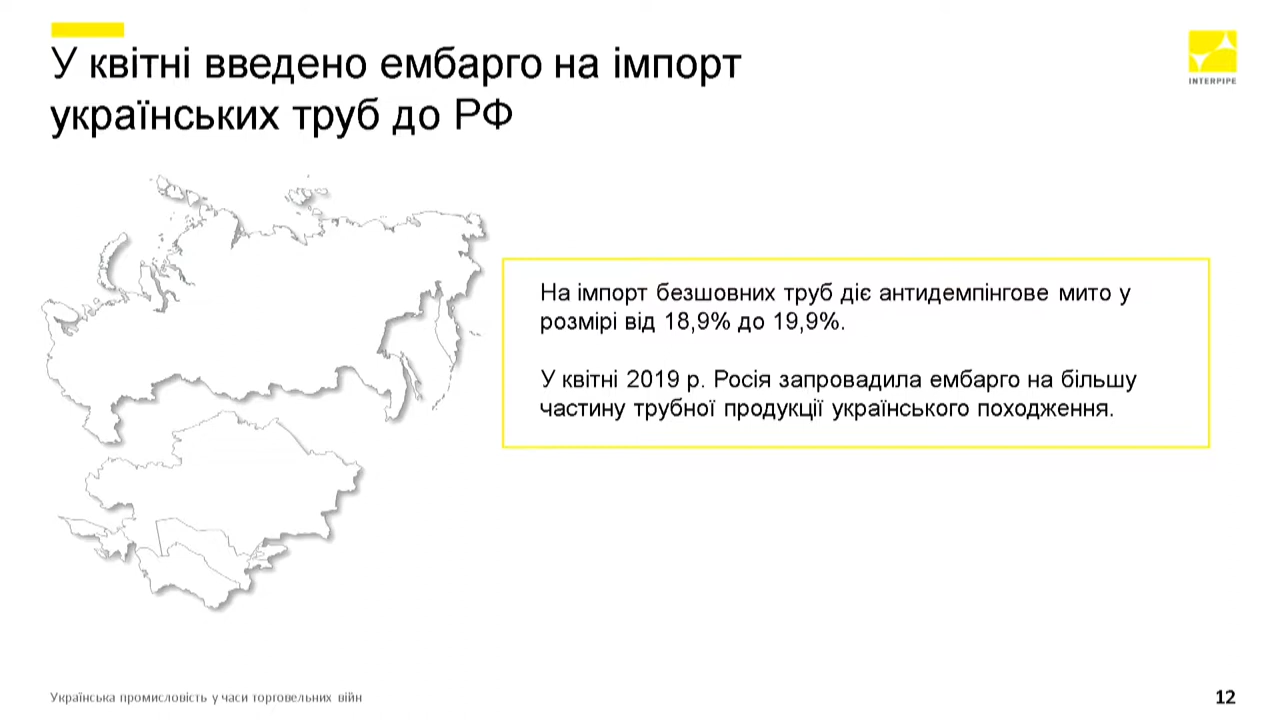 У квітні введено ембарго на імпорт
українських труб до РФ
INTERPIPE
На імпорт безшовних труб діє антидемпінгове мито у
розмірі від 18,9% до 19,9%.
У квітні 2019 р. Росія запровадила ембарго на більшу
частину трубної продукції українського походження.
Українська промисловість у часи торговельних війн
12